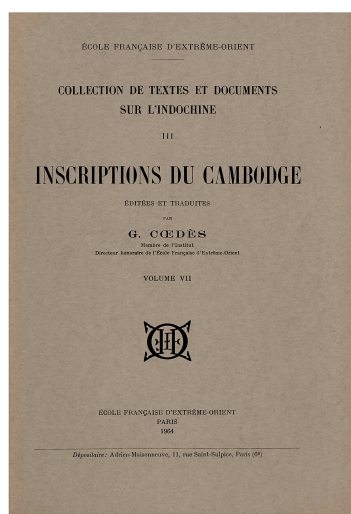 ÉCOLE FRANÇAISE D'EXTRÊME-ORIENT
COLLECTION DE TEXTES ET DOCUMENTS
SUR L'INDOCHINE
III
INSCRIPTIONS DU CAMBODGE
ÉDITÉES ET TRADUITES
PAR
G. CŒDÈS
Membre de l'Institut
Directeur honoraire de l'École Française d'Extrême-Orient
VOLUME VII
ÉCOLE FRANÇAISE D'EXTRÊME-ORIENT
PARIS
1964
Dépositaire : Adrien-Maisonneuve, 11, rue Saint-Sulpice, Paris (6e)